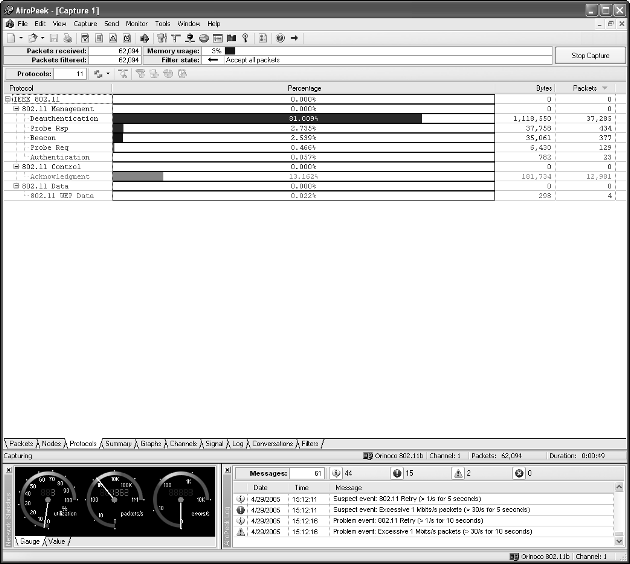 AiroPeek - [Capture 1]
File Edit View Capture Send Monitor Tools Window Help
Packets received: 62,094 Memory usage: 3%
Packets filtered: 62,094 Filter state: Accept all packets
Stop Capture
Protocols: 11
Protocol Percentage Bytes Packets
IEEE 802.11 0.000% 0 0
802.11 Management 0.000% 0 0
Deauthentication 81.009% 1,118,550 37,285
Probe Rsp 2.735% 37,758 434
Beacon 2.539% 35,061 377
Probe Req 0.466% 6,430 129
Authentication 0.057% 782 23
802.11 Control 0.000% 0 0
Acknowledgment 13.162% 181,734 12,981
802.11 Data 0.000% 0 0
802.11 WEP Data 0.022% 298 4
Packets Nodes Protocols Summary Graphs Channels Signal Log Conversations Filters
Capturing Orinoco 802.11b Channel: 1 Packets: 62,094 Duration: 0:00:49
% utilization packets/s errors/s
Gauge Value
Messages: 61 44 15 2 0
Date Time Message
4/29/2005 15:12:11 Suspect event: 802.11 Retry (> 1/s for 5 seconds)
4/29/2005 15:12:11 Suspect event: Excessive 1 Mbits/s packets (> 30/s for 5 seconds)
4/29/2005 15:12:16 Problem event: 802.11 Retry (> 1/s for 10 seconds)
4/29/2005 15:12:16 Problem event: Excessive 1 Mbits/s packets (> 30/s for 10 seconds)
Orinoco 802.11b Channel: 1